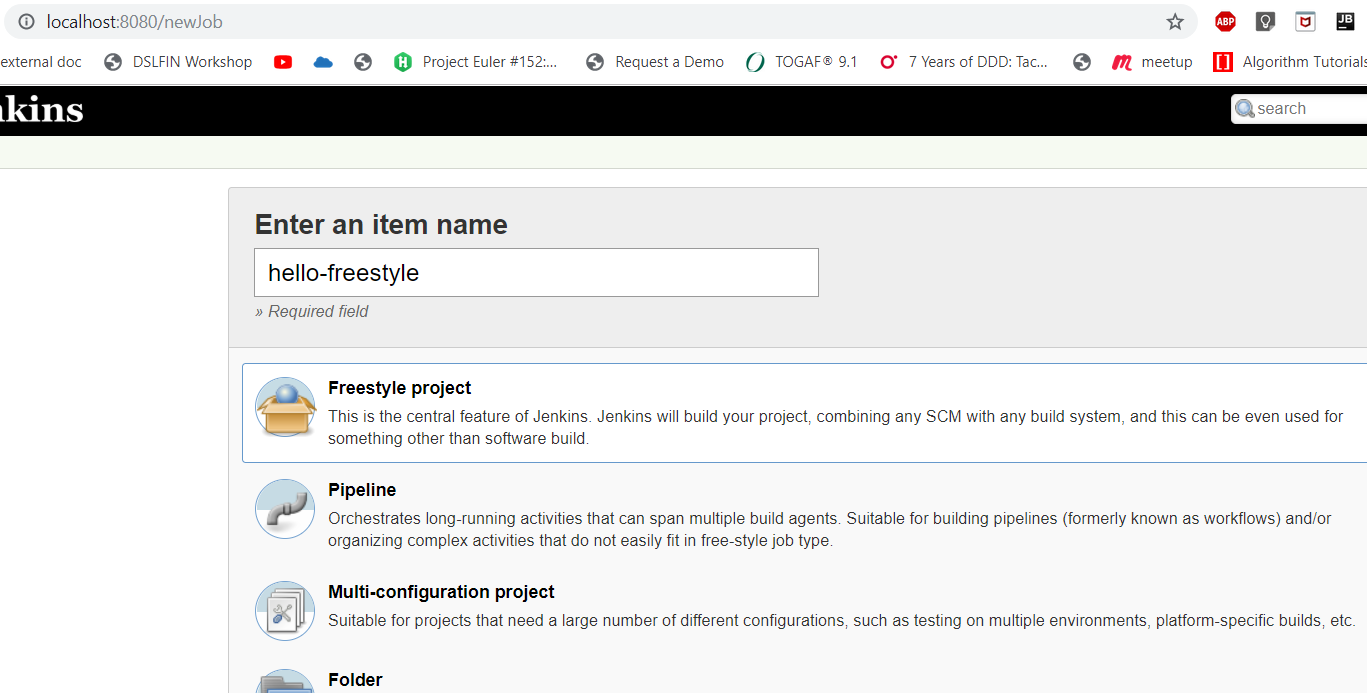 localhost:8080/newJob
ABP
JB
external doc DSLFIN Workshop H Project Euler #152:... Request a Demo TOGAF® 9.1 7 Years of DDD: Tac... m meetup [] Algorithm Tutorials
kins
search
Enter an item name
hello-freestyle
» Required field
Freestyle project
This is the central feature of Jenkins. Jenkins will build your project, combining any SCM with any build system, and this can be even used for
something other than software build.
Pipeline
Orchestrates long-running activities that can span multiple build agents. Suitable for building pipelines (formerly known as workflows) and/or
organizing complex activities that do not easily fit in free-style job type.
Multi-configuration project
Suitable for projects that need a large number of different configurations, such as testing on multiple environments, platform-specific builds, etc.
Folder